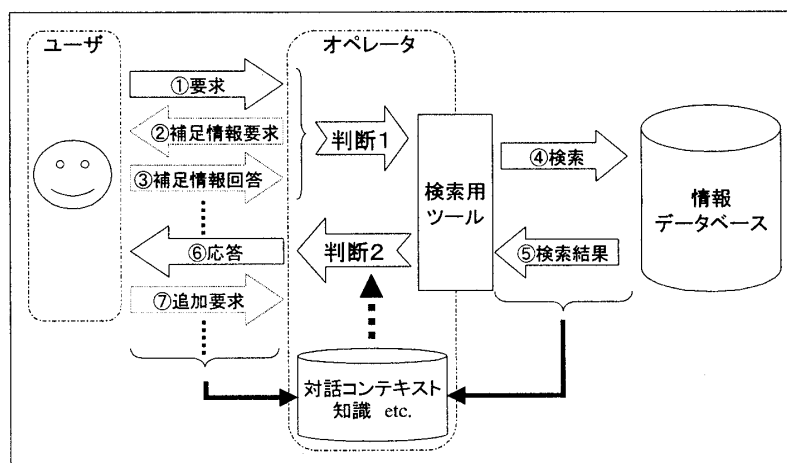 ユーザ
オペレータ
①要求
②補足情報要求
③補足情報回答
判断1
④検索
検索用
ツール
情報
データベース
⑥応答
判断2
⑤検索結果
⑦追加要求
対話コンテキスト
知識 etc.